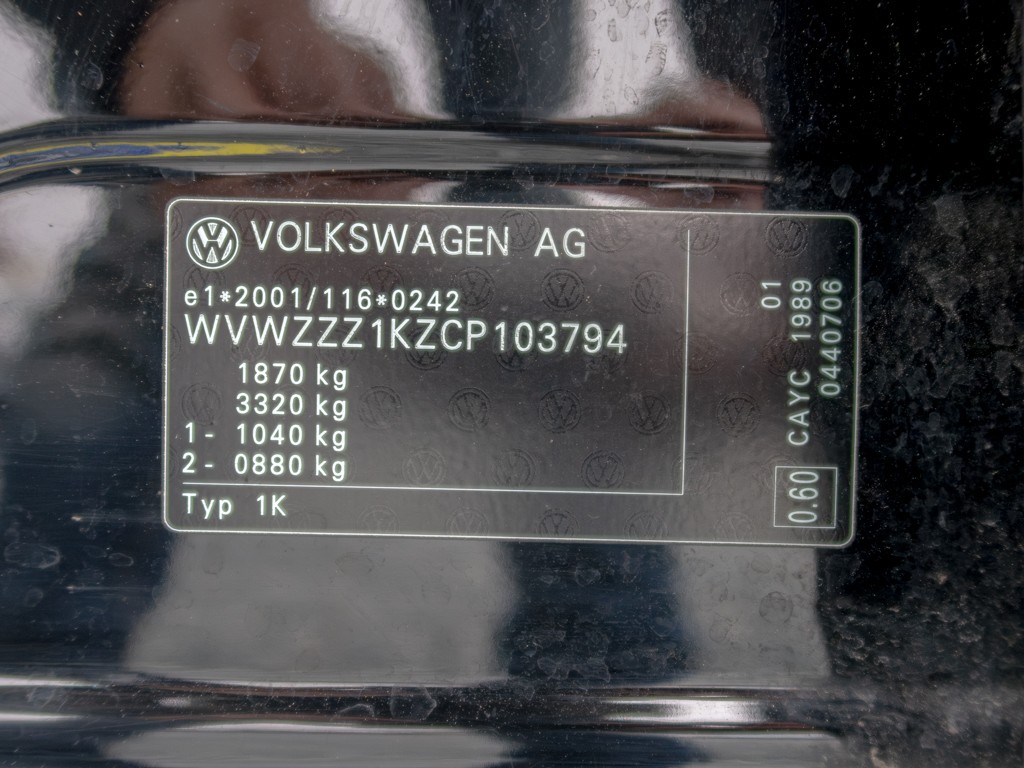 VOLKSWAGEN AG
e1*2001/116*0242
WVWZZZ1KZCP103794
1870 kg
3320 kg
1- 1040 kg
2- 0880 kg
Typ 1K
01
CAYC 1989
0440706
0.60